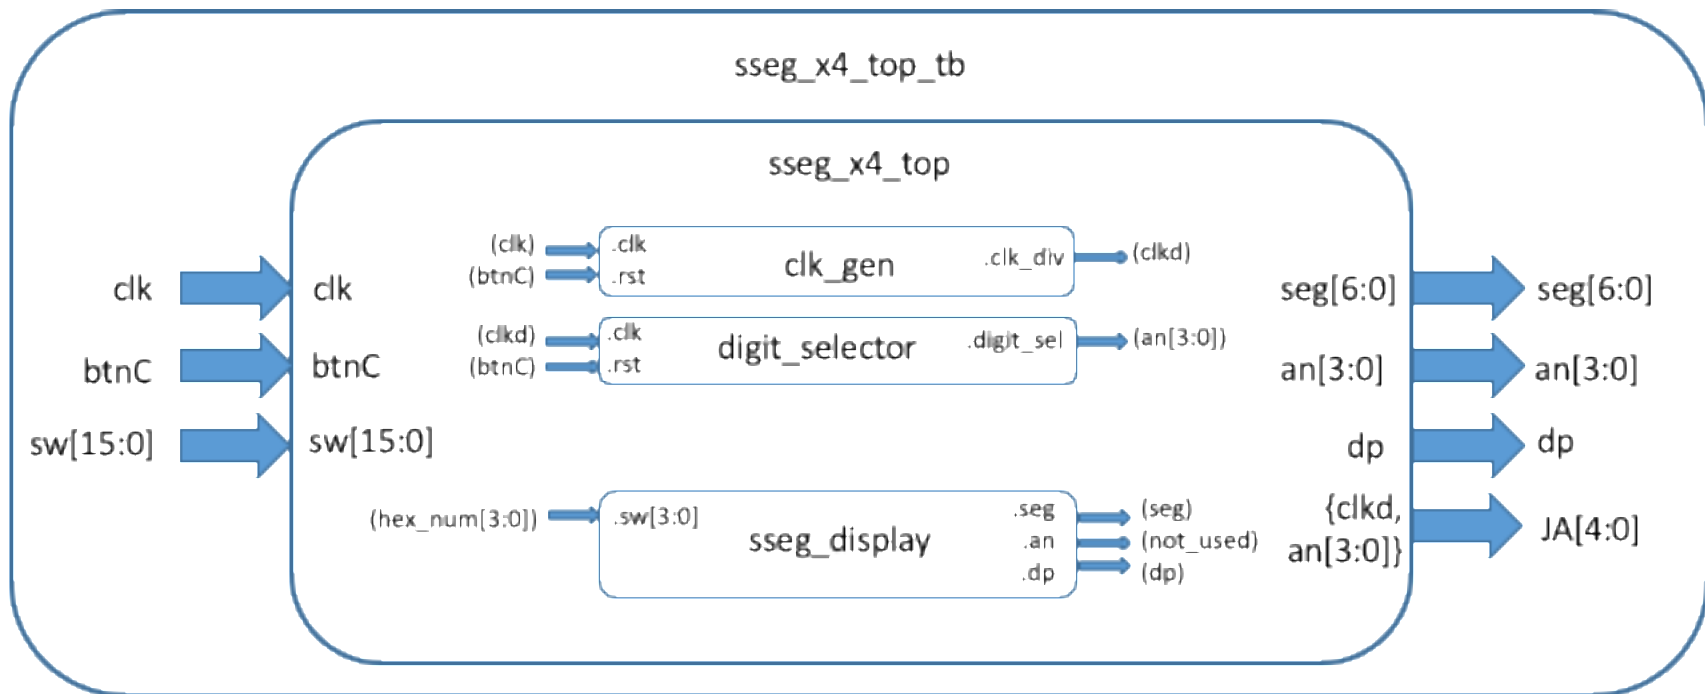 sseg_x4_top_tb
sseg_x4_top
clk
btnC
sw[15:0]
clk
btnC
sw[15:0]
(clk)
(btnC)
.clk
.rst
clk_gen
.clk_div
(clkd)
(clkd)
(btnC)
.clk
.rst
digit_selector
.digit_sel
(an[3:0])
(hex_num[3:0])
.sw[3:0]
sseg_display
.seg
.an
.dp
(seg)
(not_used)
(dp)
seg[6:0]
an[3:0]
dp
{clkd,
an[3:0]}
seg[6:0]
an[3:0]
dp
JA[4:0]